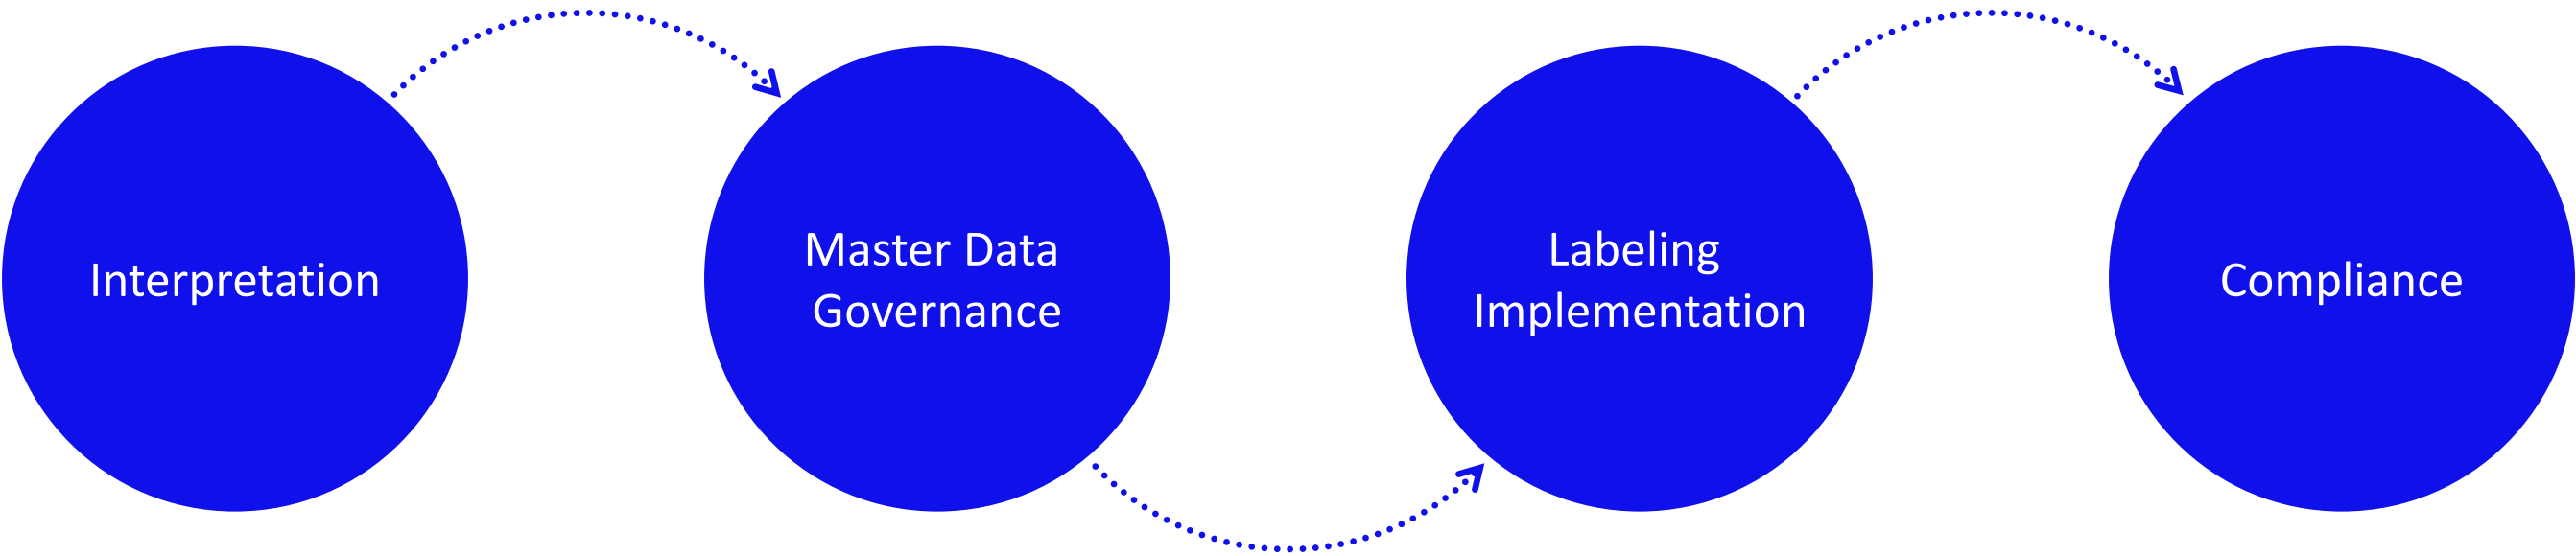 Interpretation
Master Data
Governance
Labeling
Implementation
Compliance